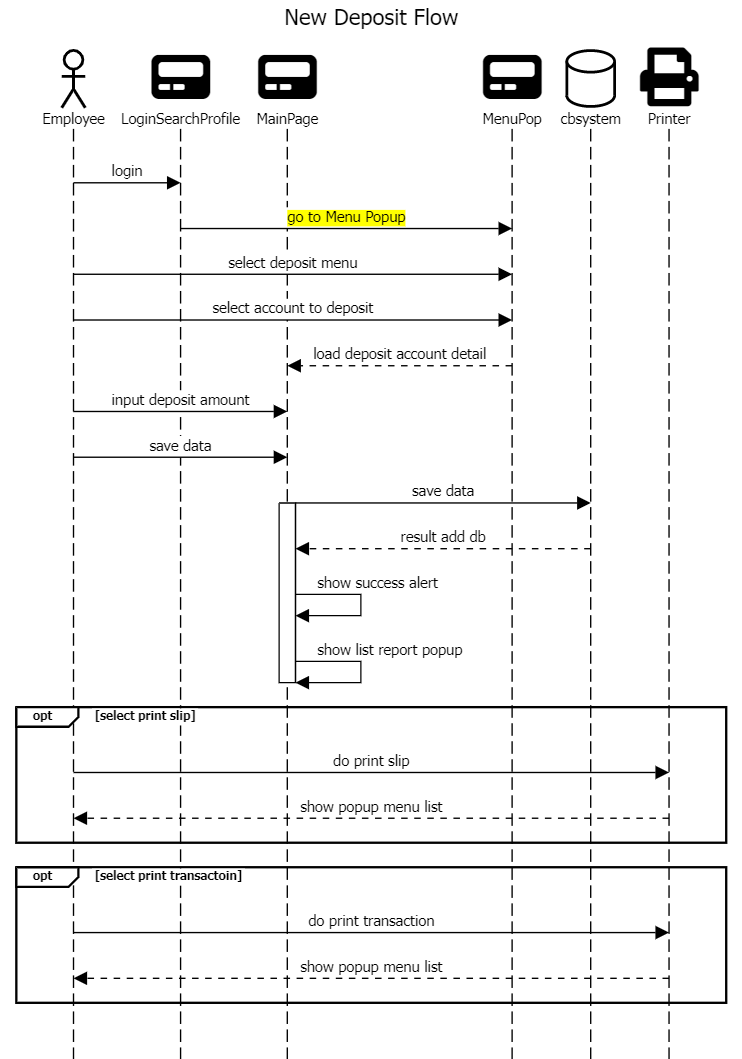 New Deposit Flow
Employee LoginSearchProfile MainPage MenuPop cbsystem Printer
login
go to Menu Popup
select deposit menu
select account to deposit
load deposit account detail
input deposit amount
save data
save data
result add db
show success alert
show list report popup
opt [select print slip]
do print slip
show popup menu list
opt [select print transactoin]
do print transaction
show popup menu list